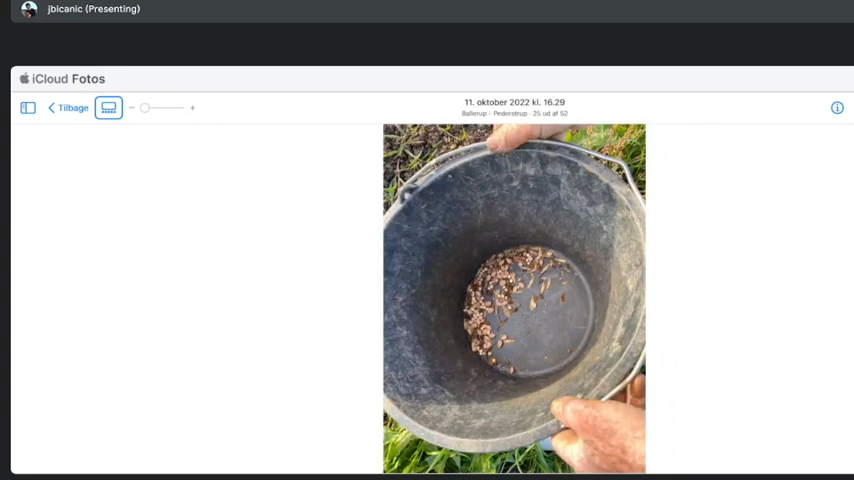 jbicanic (Presenting)
iCloud Fotos
Tilbage
11. oktober 2022 kl. 16.29
Ballerup - Pederstrup · 25 ud af 52